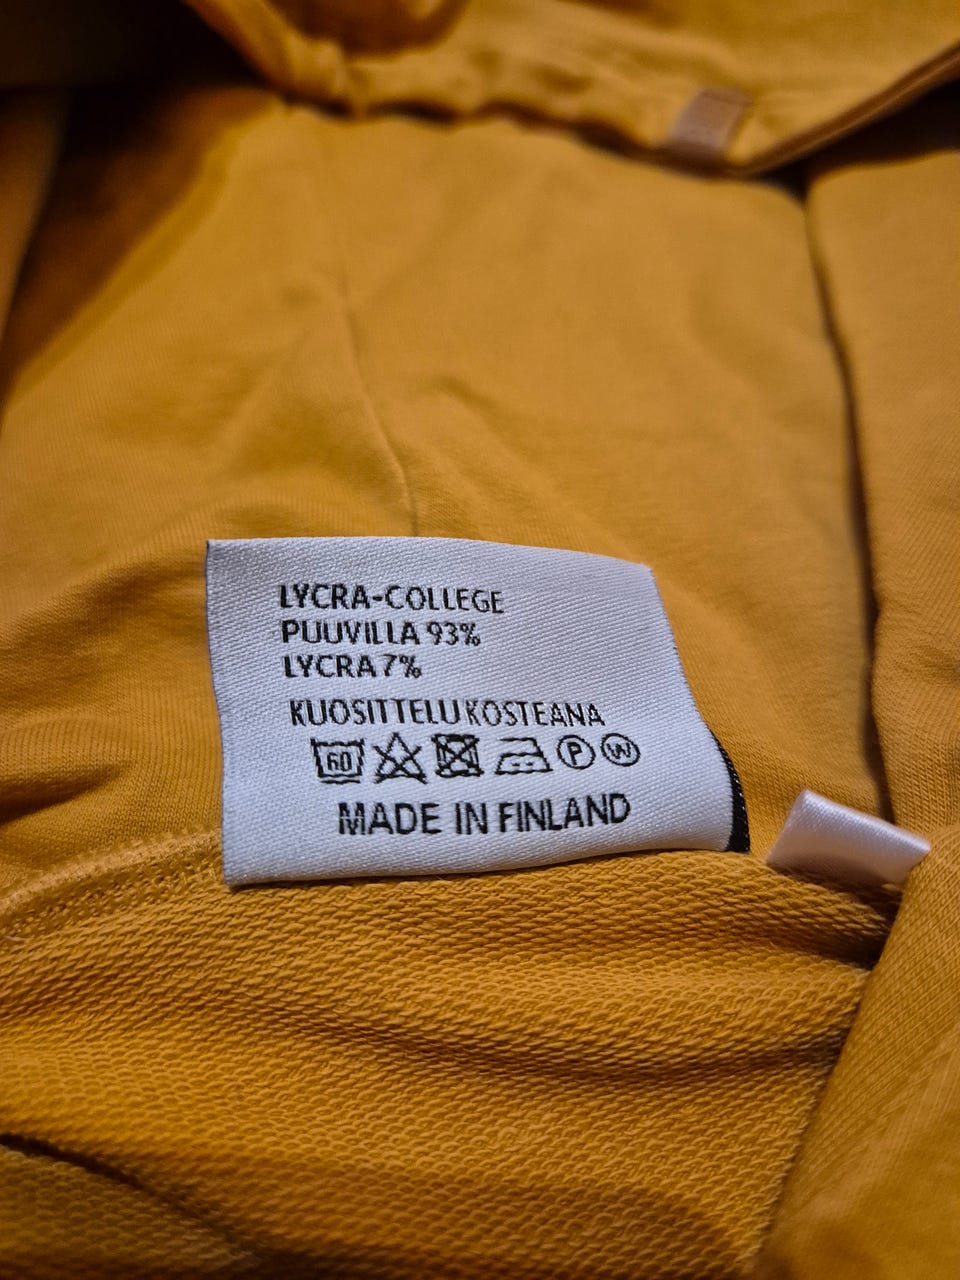 LYCRA-COLLEGE
PUUVILLA 93%
LYCRA 7%
KUOSITTELU KOSTEANA
60 P W
MADE IN FINLAND